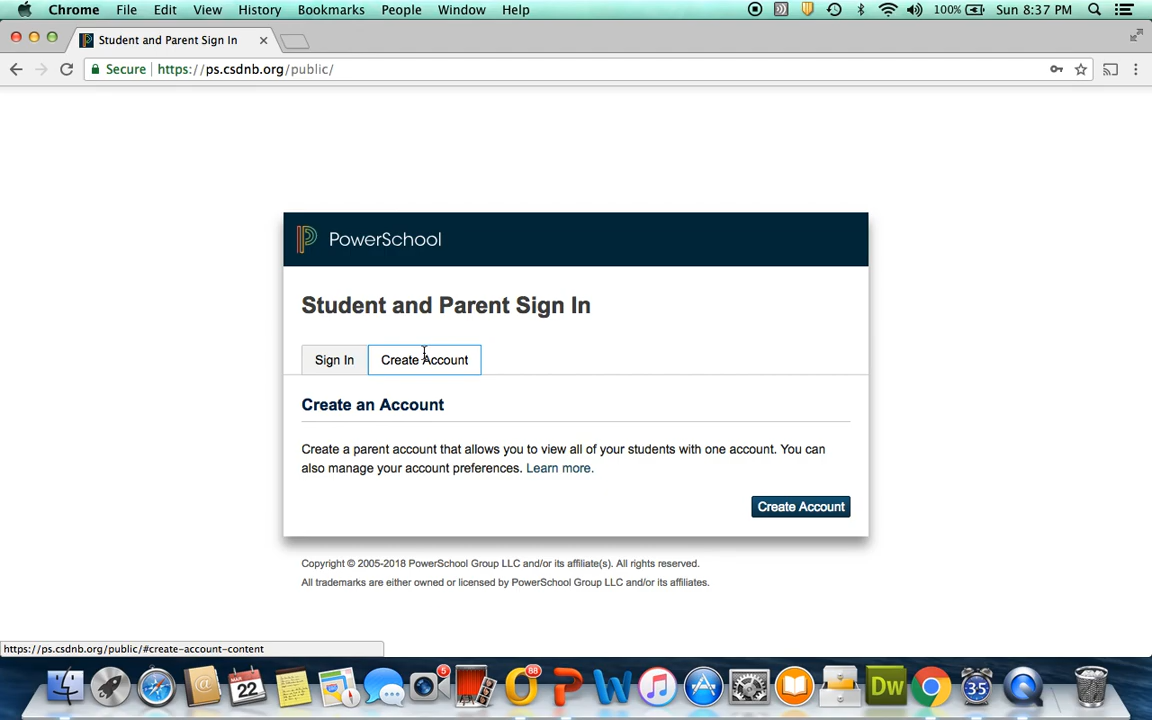 Chrome File Edit View History Bookmarks People Window Help 100% Sun 8:37 PM
Student and Parent Sign In
Secure https://ps.csdnb.org/public/
PowerSchool
Student and Parent Sign In
Sign In Create Account
Create an Account
Create a parent account that allows you to view all of your students with one account. You can
also manage your account preferences. Learn more.
Create Account
Copyright © 2005-2018 PowerSchool Group LLC and/or its affiliate(s). All rights reserved.
All trademarks are either owned or licensed by PowerSchool Group LLC and/or its affiliates.
https://ps.csdnb.org/public/#create-account-content
22 5 88 P W Dw 35